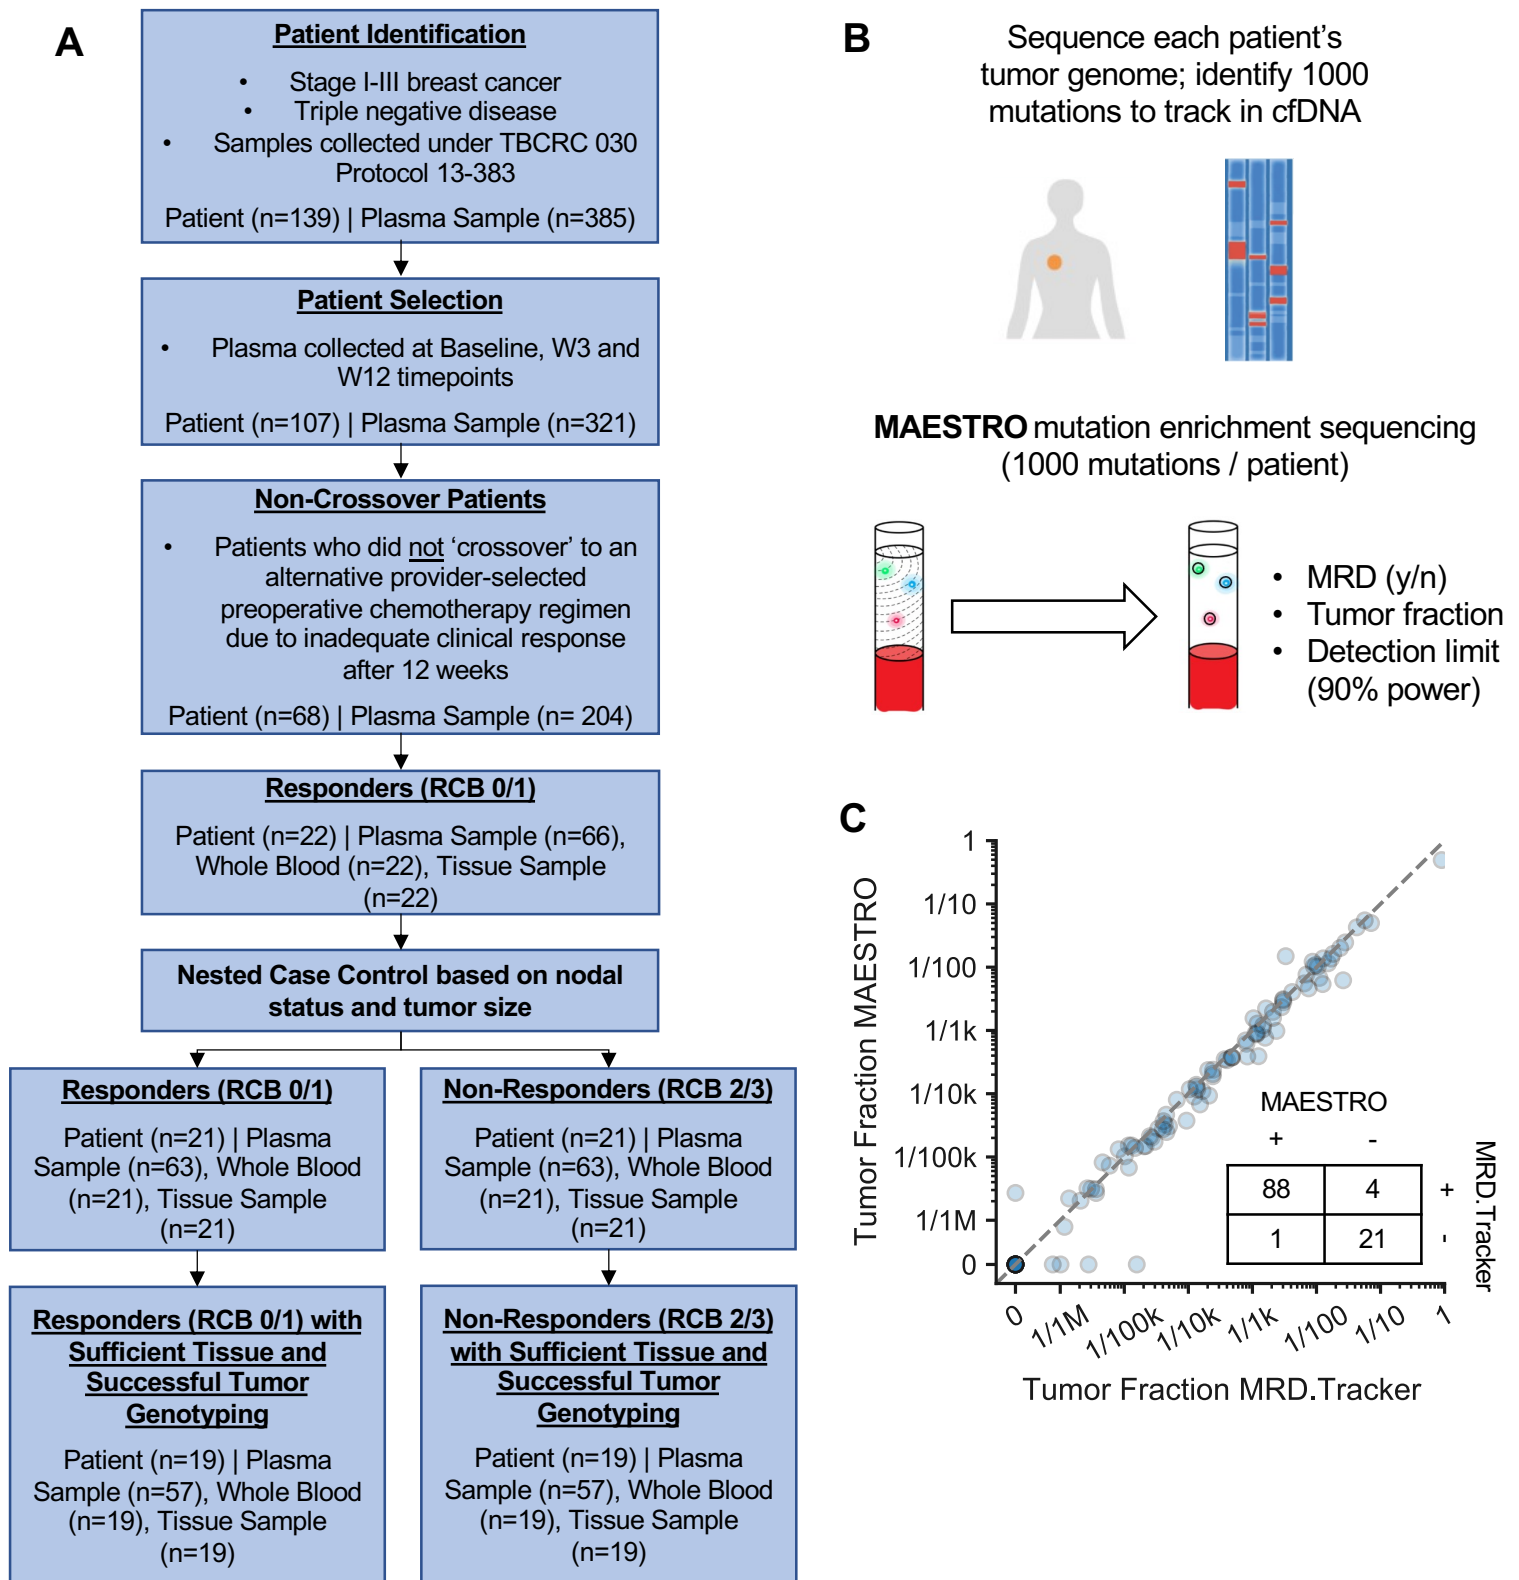 A
Patient Identification
• Stage I-III breast cancer
• Triple negative disease
• Samples collected under TBCRC 030
Protocol 13-383
Patient (n=139) | Plasma Sample (n=385)
Patient Selection
• Plasma collected at Baseline, W3 and
W12 timepoints
Patient (n=107) | Plasma Sample (n=321)
Non-Crossover Patients
• Patients who did not ‘crossover’ to an
alternative provider-selected
preoperative chemotherapy regimen
due to inadequate clinical response
after 12 weeks
Patient (n=68) | Plasma Sample (n= 204)
Responders (RCB 0/1)
Patient (n=22) | Plasma Sample (n=66),
Whole Blood (n=22), Tissue Sample
(n=22)
Nested Case Control based on nodal
status and tumor size
Responders (RCB 0/1)
Patient (n=21) | Plasma
Sample (n=63), Whole Blood
(n=21), Tissue Sample
(n=21)
Non-Responders (RCB 2/3)
Patient (n=21) | Plasma
Sample (n=63), Whole Blood
(n=21), Tissue Sample
(n=21)
Responders (RCB 0/1) with
Sufficient Tissue and
Successful Tumor
Genotyping
Patient (n=19) | Plasma
Sample (n=57), Whole Blood
(n=19), Tissue Sample
(n=19)
Non-Responders (RCB 2/3)
with Sufficient Tissue and
Successful Tumor
Genotyping
Patient (n=19) | Plasma
Sample (n=57), Whole Blood
(n=19), Tissue Sample
(n=19)
B
Sequence each patient’s
tumor genome; identify 1000
mutations to track in cfDNA
MAESTRO mutation enrichment sequencing
(1000 mutations / patient)
• MRD (y/n)
• Tumor fraction
• Detection limit
(90% power)
C
Tumor Fraction MAESTRO
1
1/10
1/100
1/1k
1/10k
1/100k
1/1M
0
0
1/1M
1/100k
1/10k
1/1k
1/100
1/10
1
Tumor Fraction MRD.Tracker
MAESTRO
+ -
88 4 +
1 21 -
MRD.Tracker